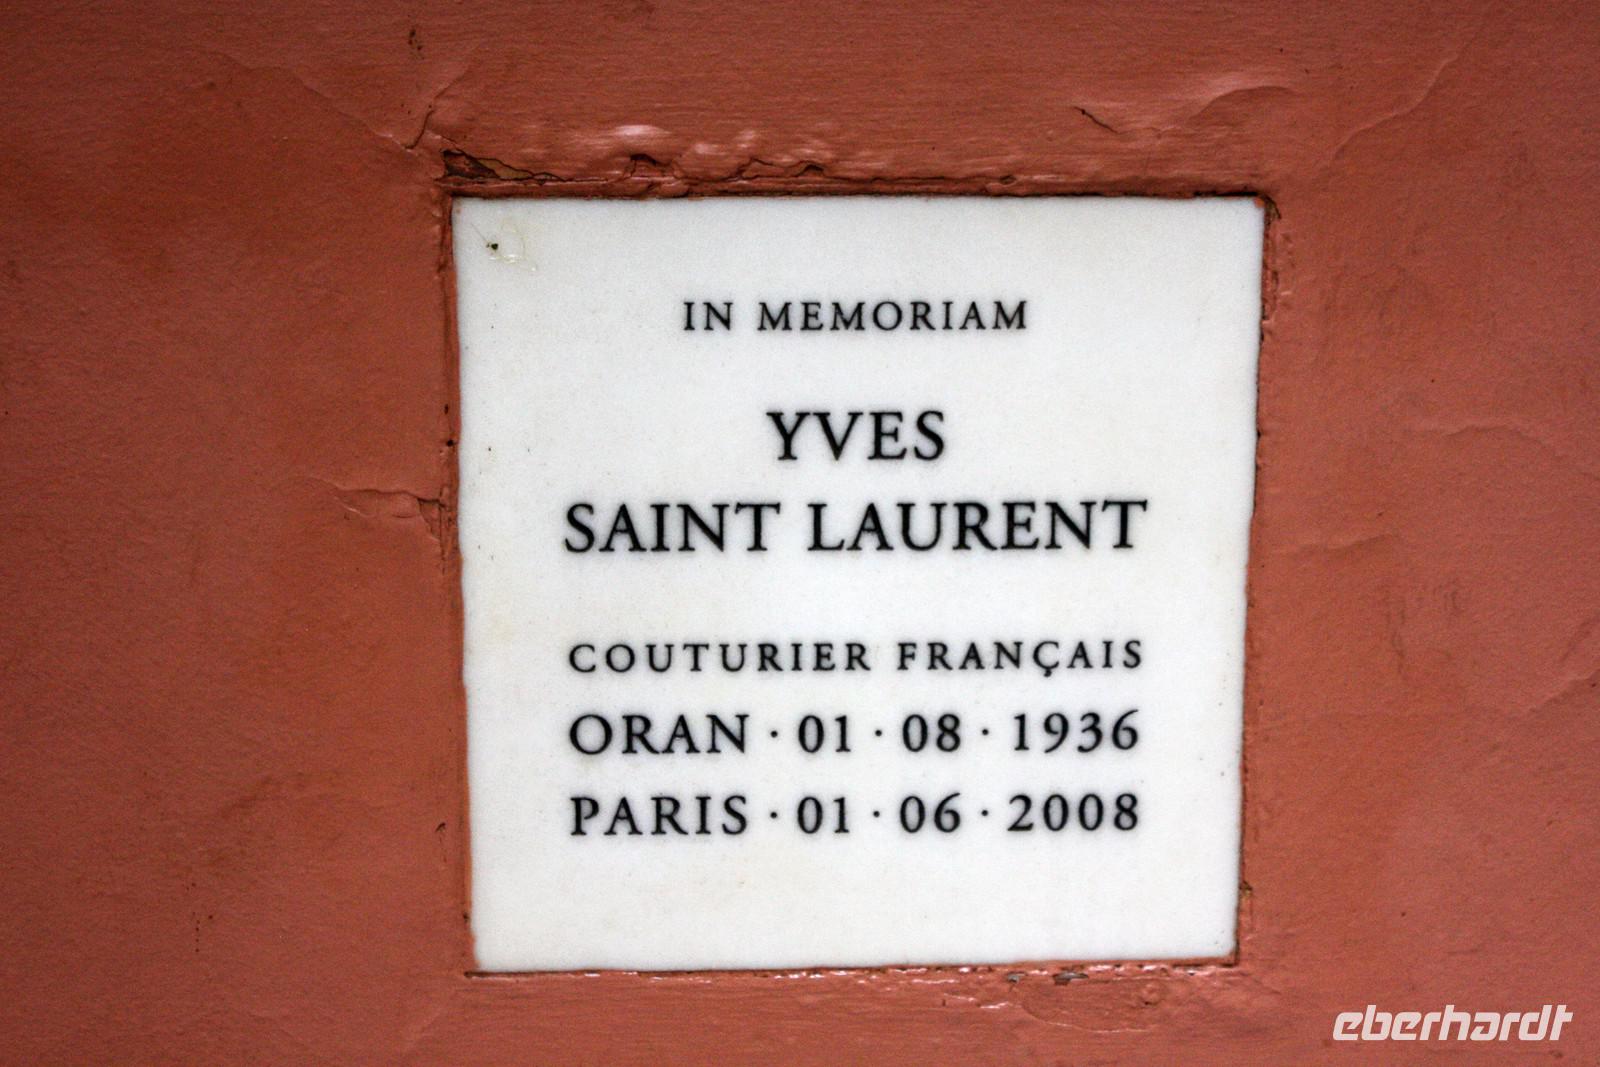 IN MEMORIAM
YVES
SAINT LAURENT
COUTURIER FRANÇAIS
ORAN · 01 · 08 · 1936
PARIS · 01 · 06 · 2008
eberhardt